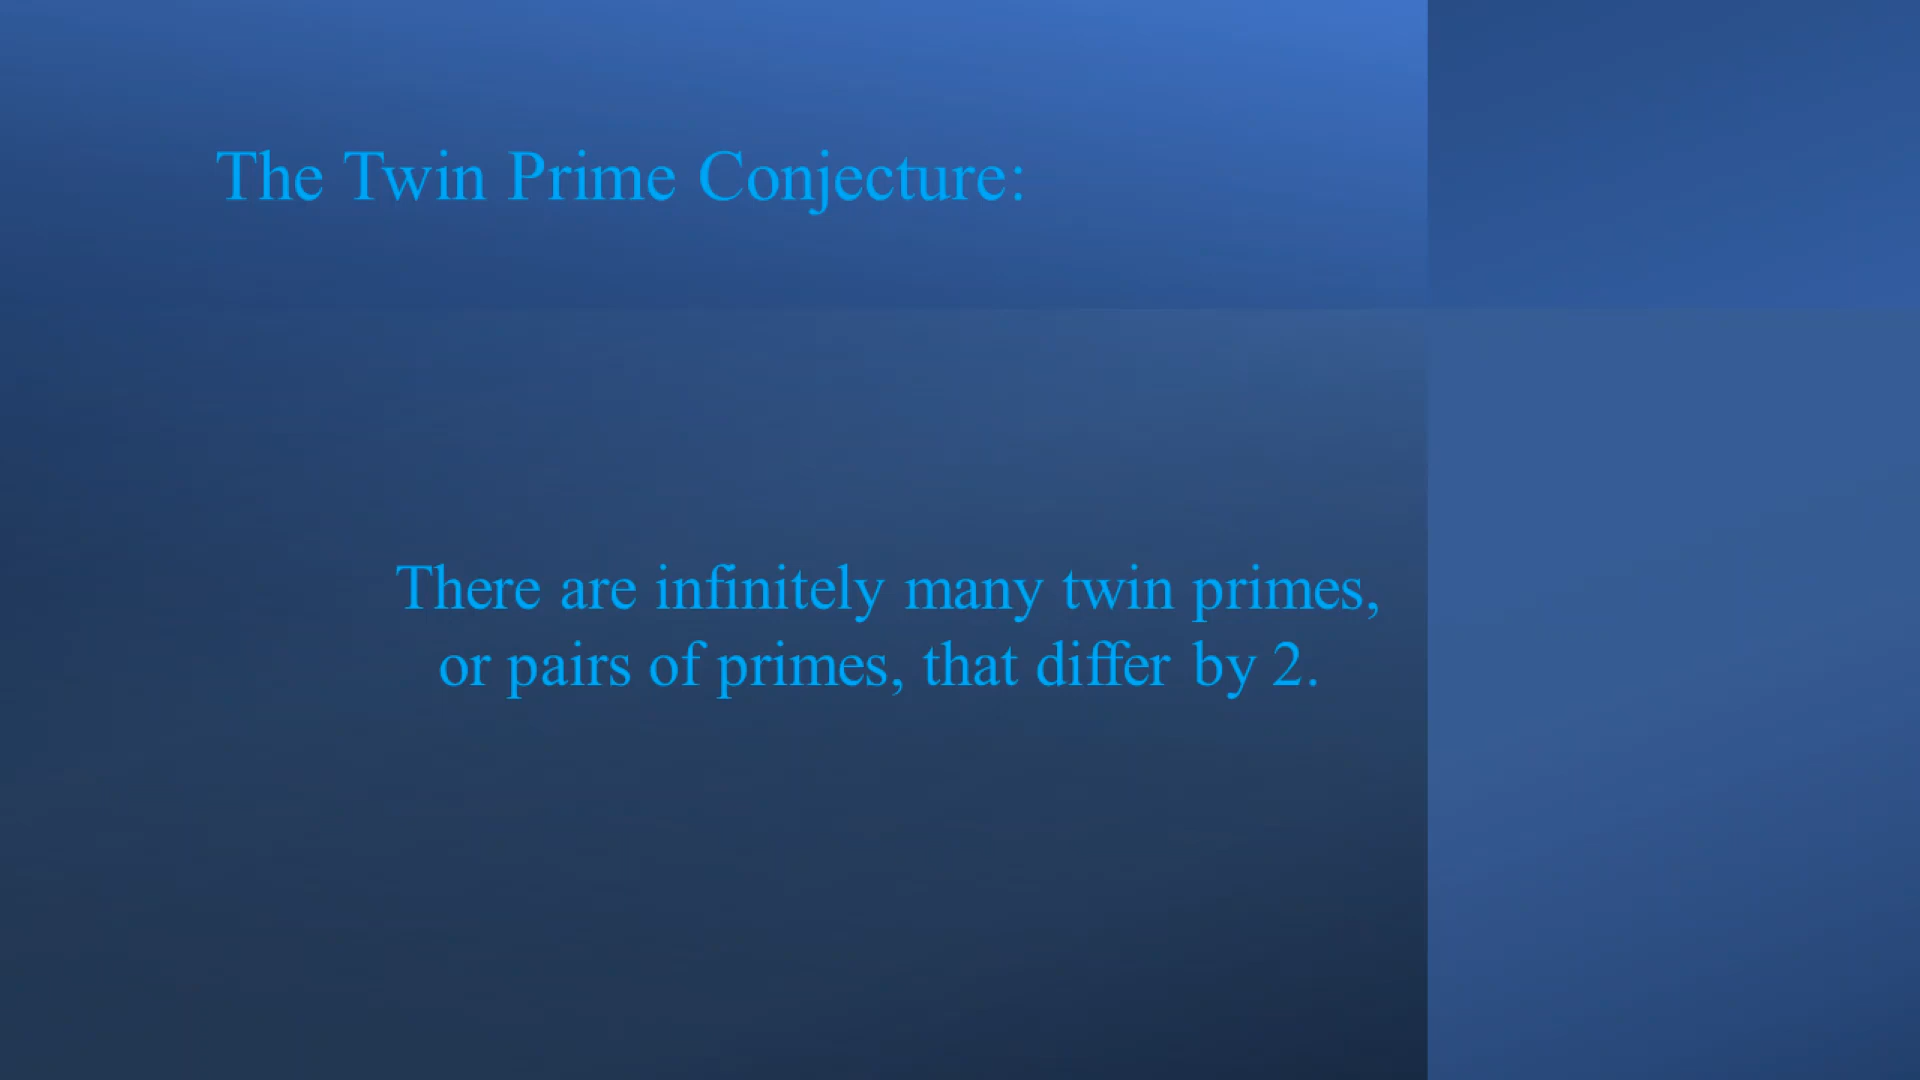 The Twin Prime Conjecture:
There are infinitely many twin primes,
or pairs of primes, that differ by 2.